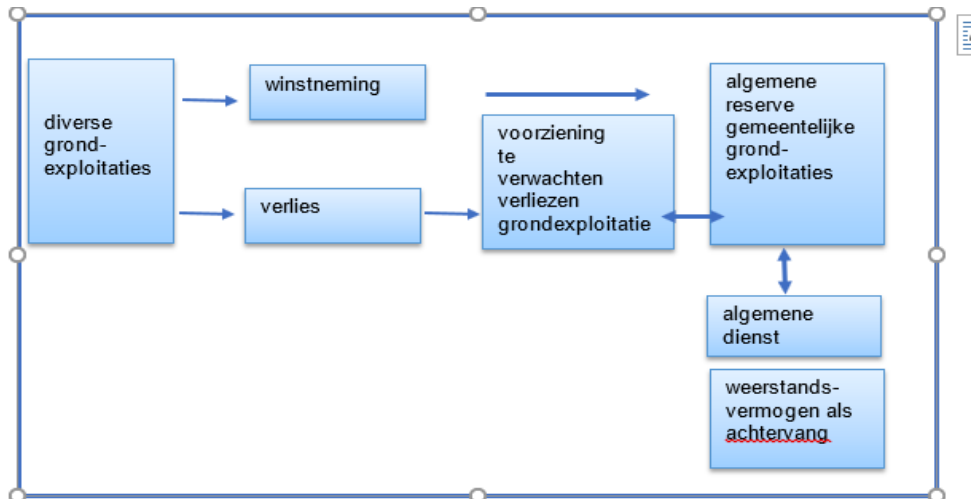 diverse
grond-
exploitaties
winstneming
verlies
voorziening
te
verwachten
verliezen
grondexploitatie
algemene
reserve
gemeentelijke
grond-
exploitaties
algemene
dienst
weerstands-
vermogen als
achtervang